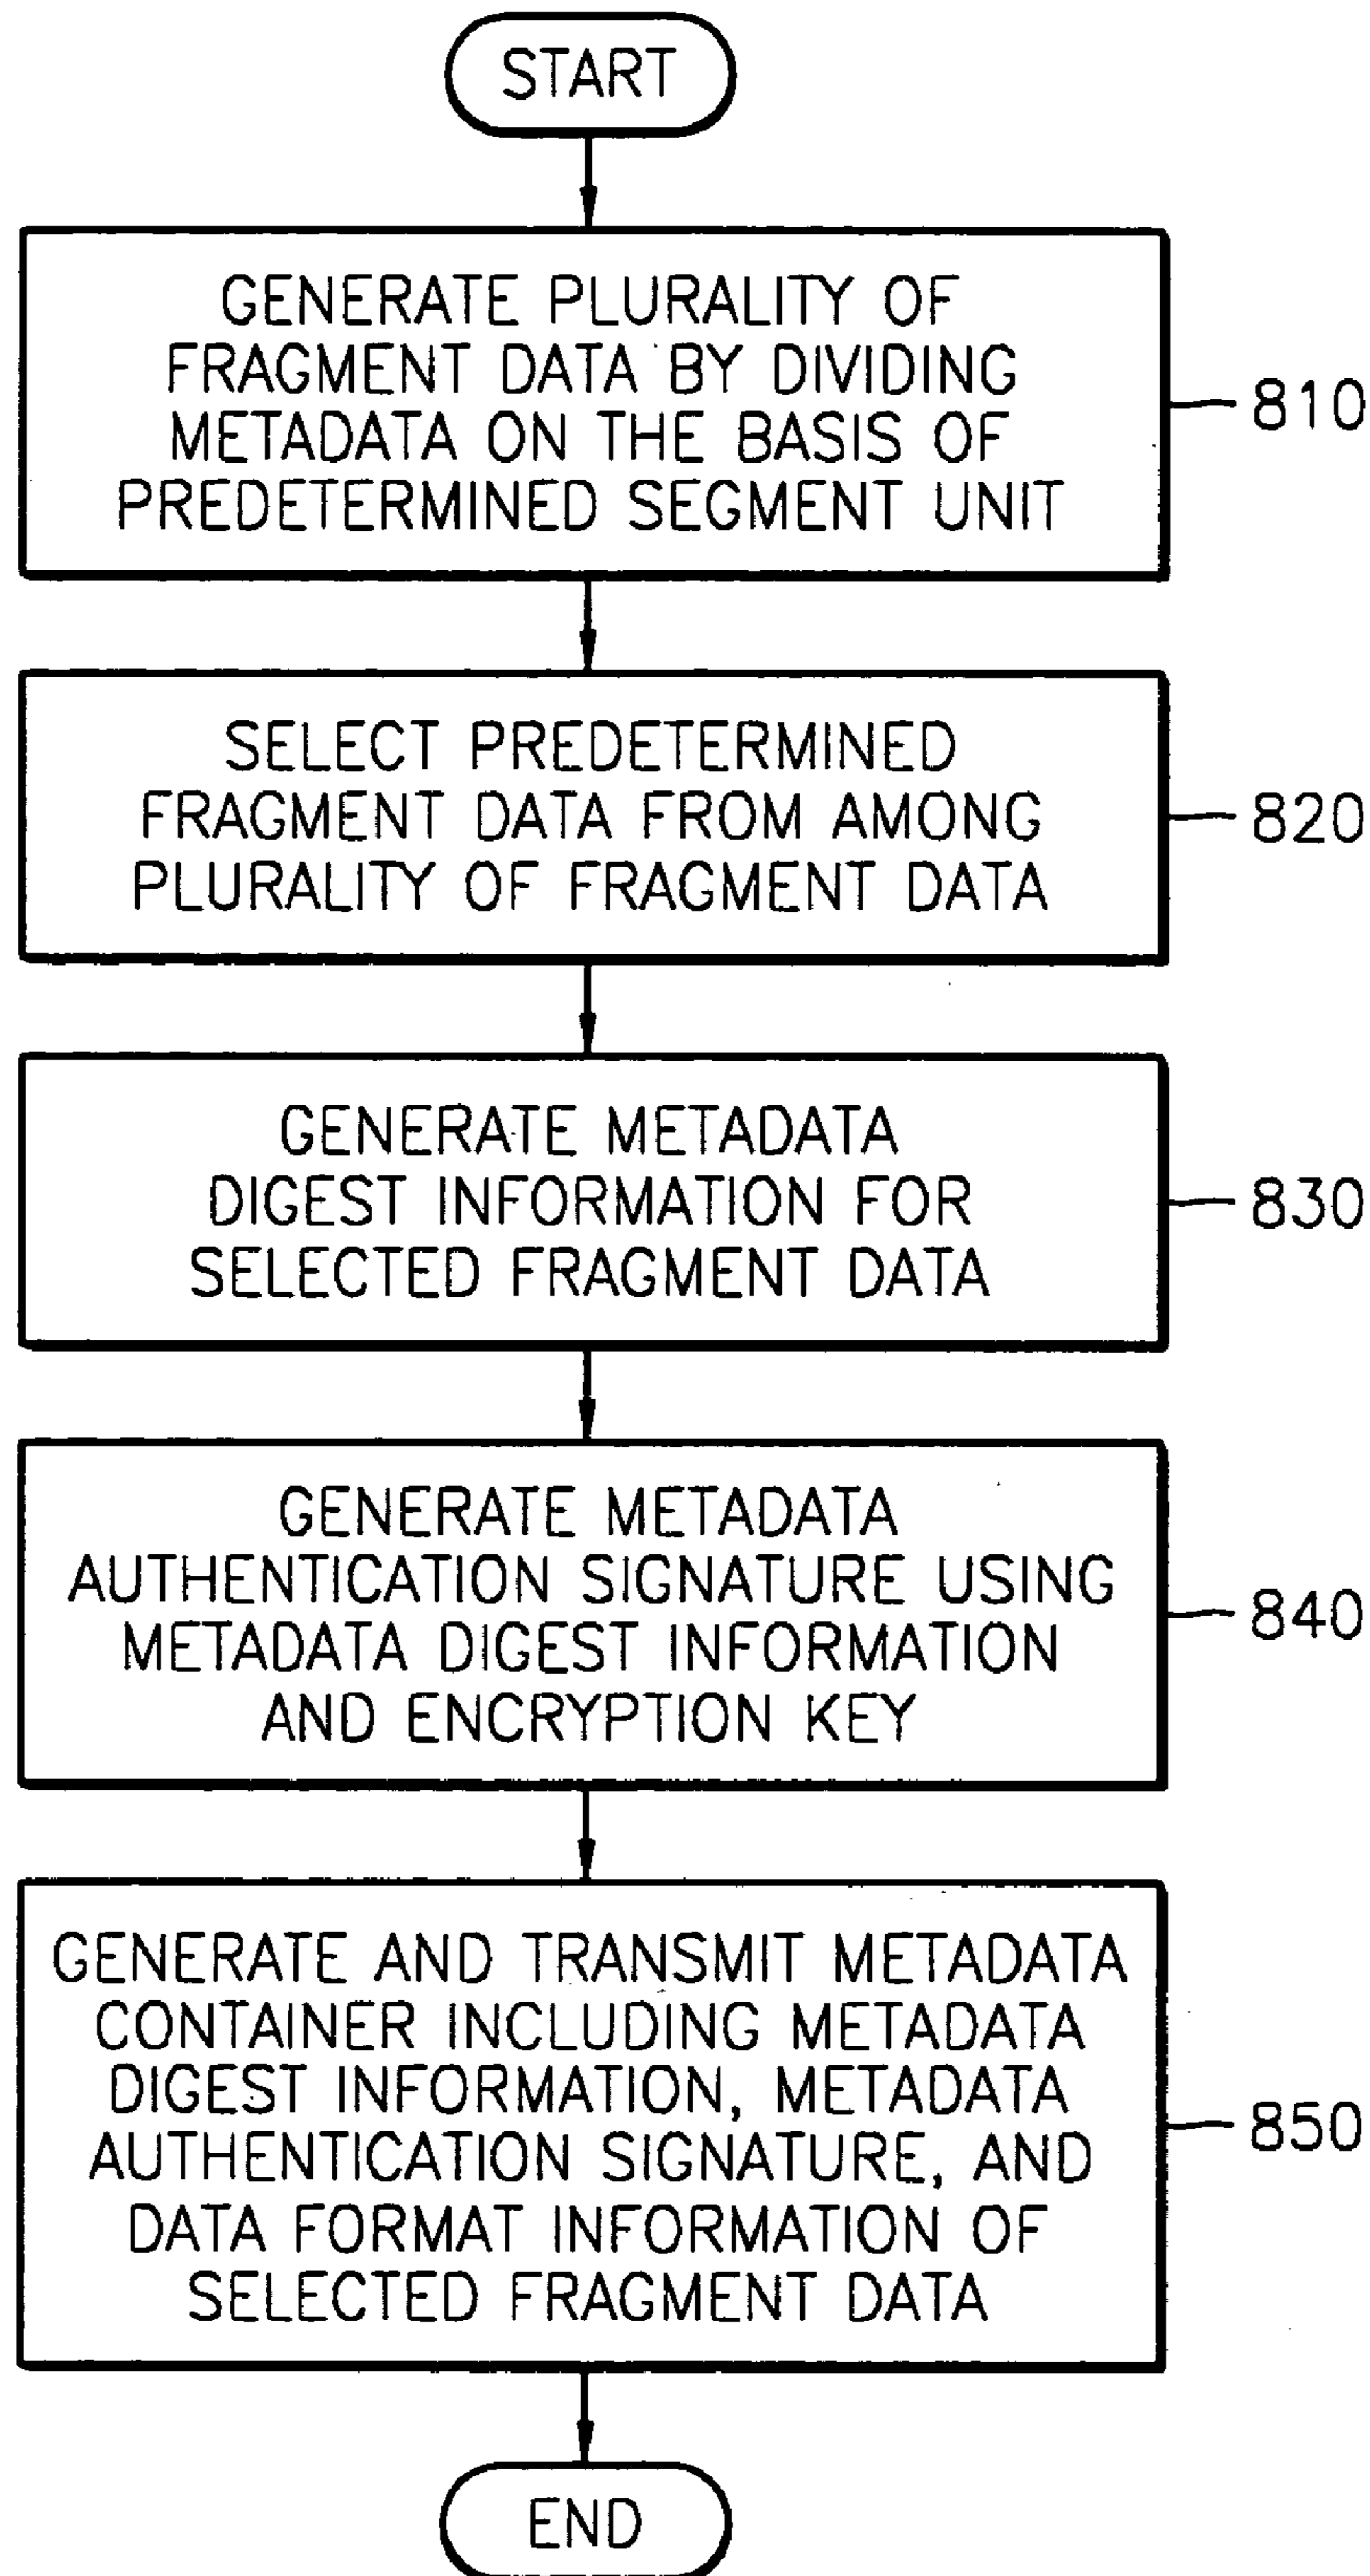 START
GENERATE PLURALITY OF
FRAGMENT DATA BY DIVIDING
METADATA ON THE BASIS OF
PREDETERMINED SEGMENT UNIT
810
SELECT PREDETERMINED
FRAGMENT DATA FROM AMONG
PLURALITY OF FRAGMENT DATA
820
GENERATE METADATA
DIGEST INFORMATION FOR
SELECTED FRAGMENT DATA
830
GENERATE METADATA
AUTHENTICATION SIGNATURE USING
METADATA DIGEST INFORMATION
AND ENCRYPTION KEY
840
GENERATE AND TRANSMIT METADATA
CONTAINER INCLUDING METADATA
DIGEST INFORMATION, METADATA
AUTHENTICATION SIGNATURE, AND
DATA FORMAT INFORMATION OF
SELECTED FRAGMENT DATA
850
END